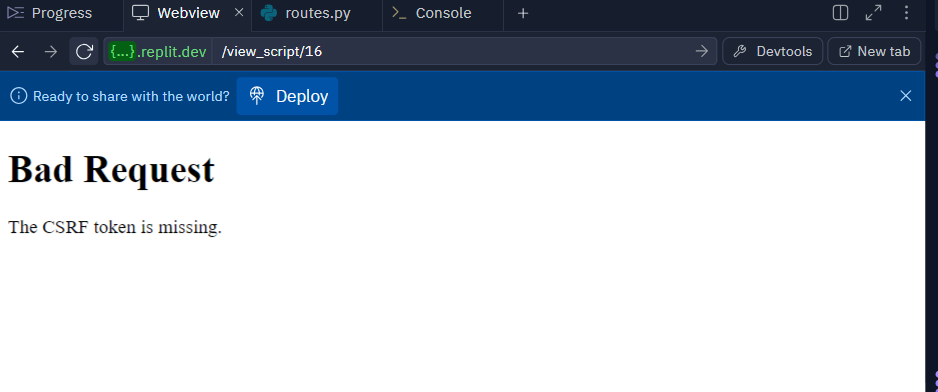 Progress Webview routes.py Console
{...}.replit.dev /view_script/16 Devtools New tab
Ready to share with the world? Deploy
Bad Request
The CSRF token is missing.